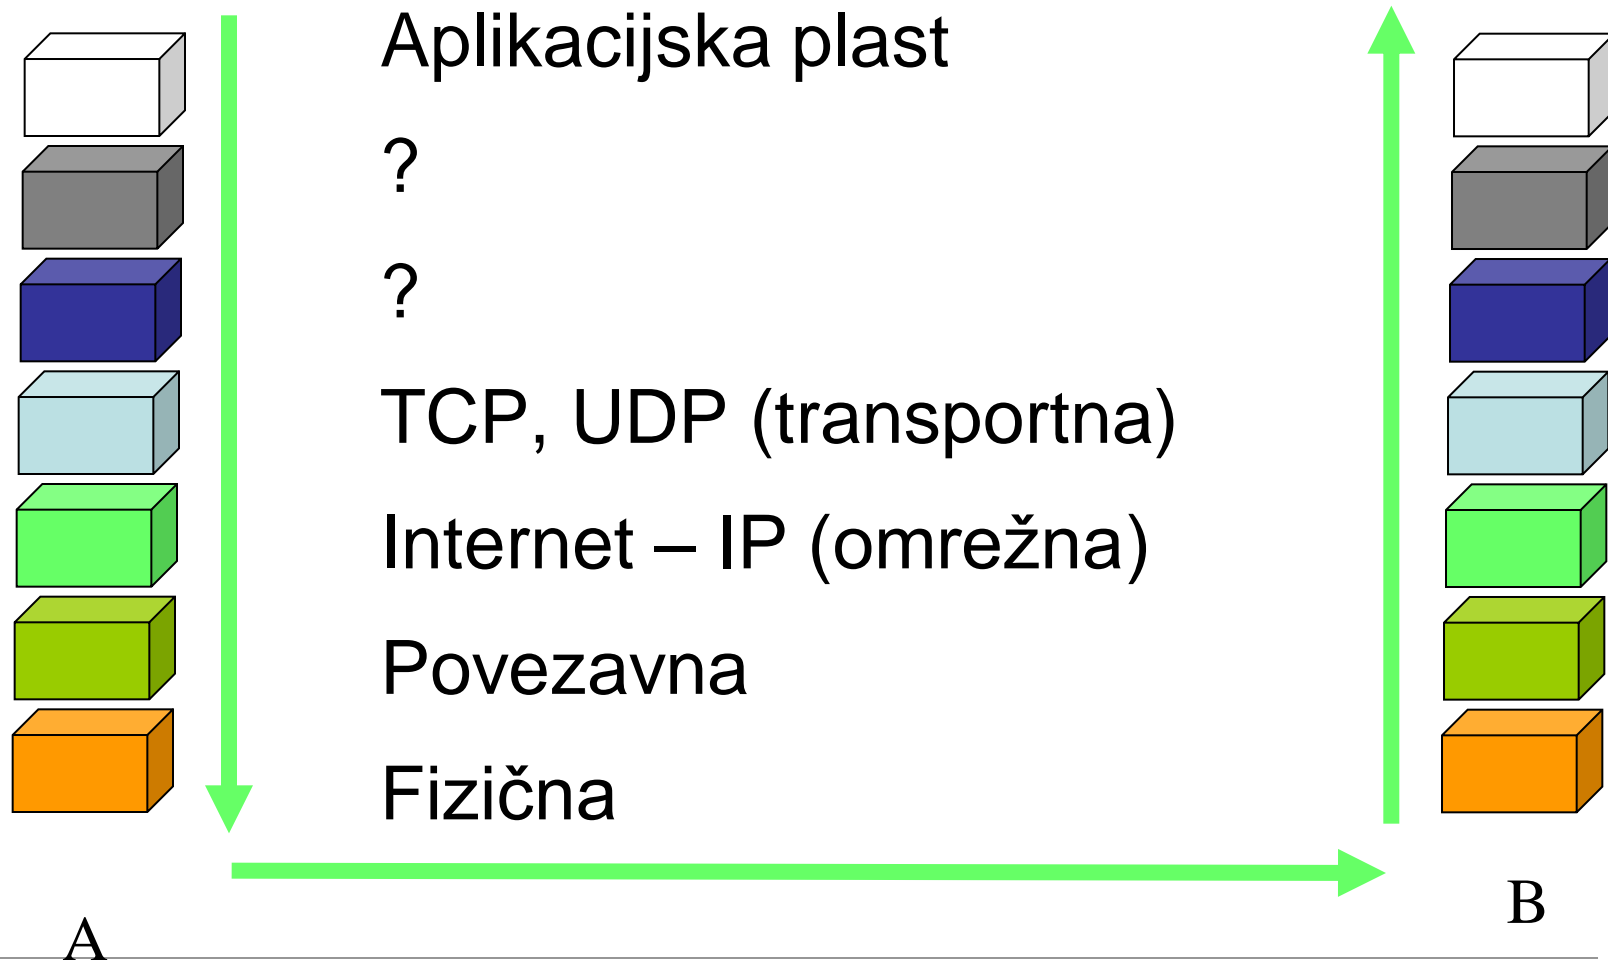 Aplikacijska plast
?
?
TCP, UDP (transportna)
Internet – IP (omrežna)
Povezavna
Fizična
A
B